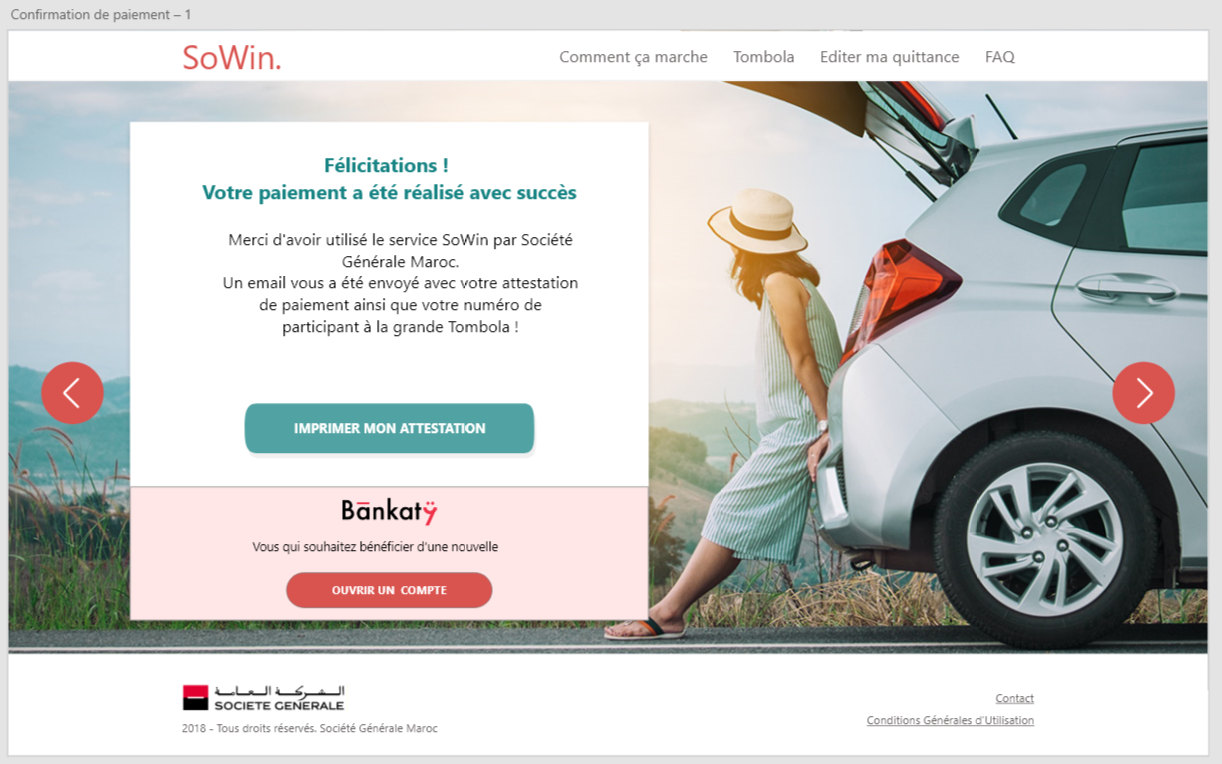 Confirmation de paiement – 1
SoWin.
Comment ça marche
Tombola
Editer ma quittance
FAQ
Félicitations !
Votre paiement a été réalisé avec succès
Merci d'avoir utilisé le service SoWin par Société
Générale Maroc.
Un email vous a été envoyé avec votre attestation
de paiement ainsi que votre numéro de
participant à la grande Tombola !
IMPRIMER MON ATTESTATION
Bankaty
Vous qui souhaitez bénéficier d'une nouvelle
OUVRIR UN COMPTE
الشركة العامة
SOCIETE GENERALE
2018 - Tous droits réservés. Société Générale Maroc
Contact
Conditions Générales d'Utilisation